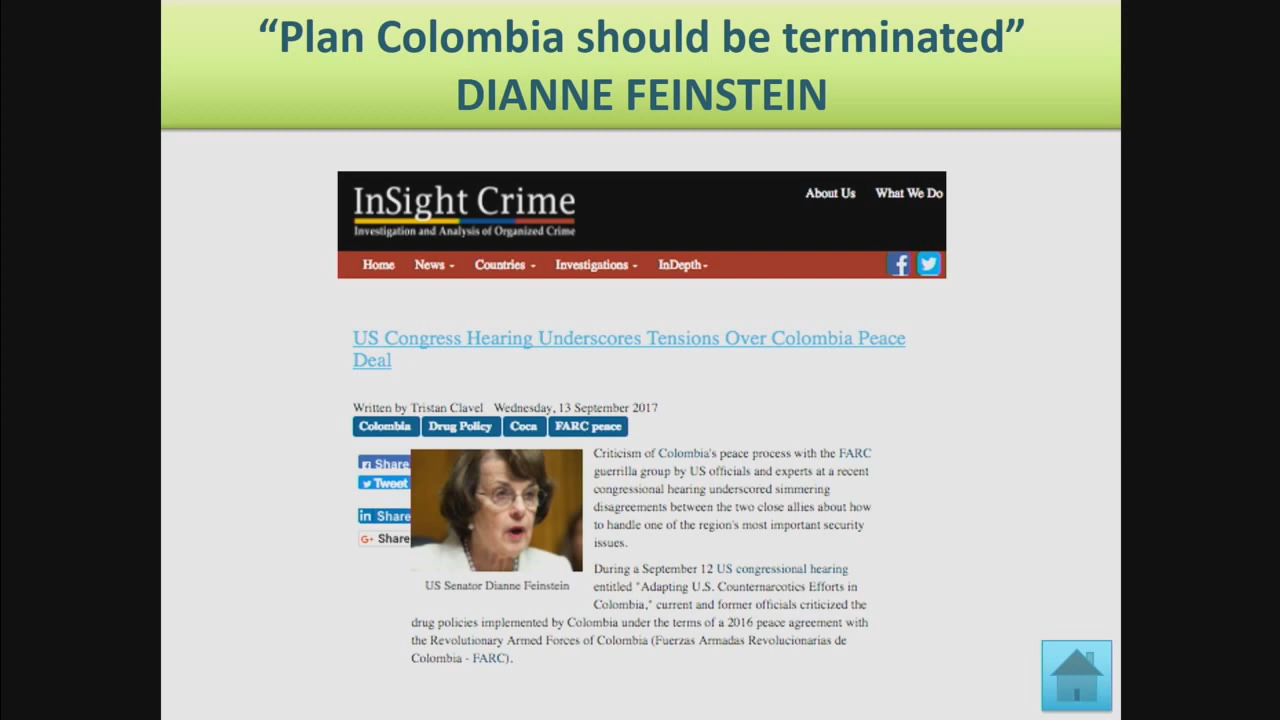 “Plan Colombia should be terminated”
DIANNE FEINSTEIN
InSight Crime
Investigation and Analysis of Organized Crime
About Us What We Do
Home News Countries Investigations InDepth
US Congress Hearing Underscores Tensions Over Colombia Peace
Deal
Written by Tristan Clavel Wednesday, 13 September 2017
Colombia Drug Policy Coca FARC peace
Share
Tweet
in Share
G+ Share
US Senator Dianne Feinstein
Criticism of Colombia's peace process with the FARC
guerrilla group by US officials and experts at a recent
congressional hearing underscored simmering
disagreements between the two close allies about how
to handle one of the region's most important security
issues.
During a September 12 US congressional hearing
entitled "Adapting U.S. Counternarcotics Efforts in
Colombia," current and former officials criticized the
drug policies implemented by Colombia under the terms of a 2016 peace agreement with
the Revolutionary Armed Forces of Colombia (Fuerzas Armadas Revolucionarias de
Colombia - FARC).